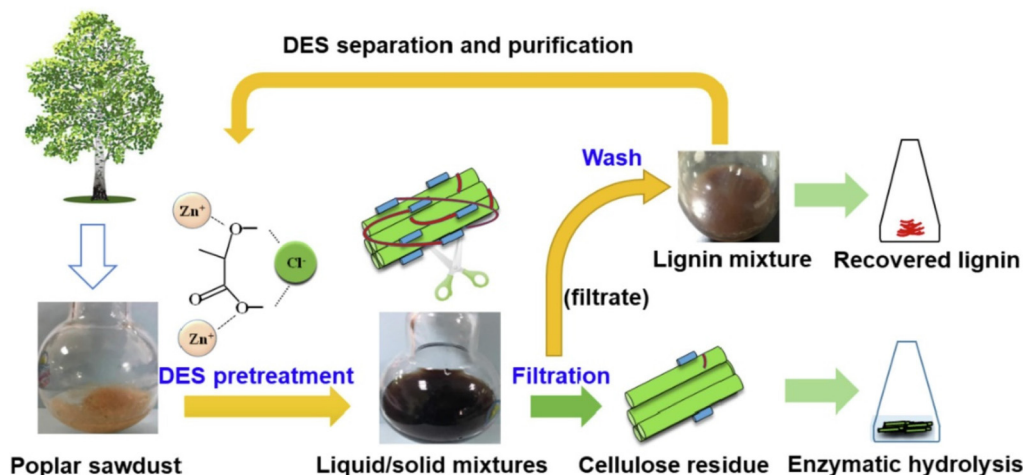 DES separation and purification
Wash
Zn+
O
Cl-
O
O
Zn+
Lignin mixture
Recovered lignin
(filtrate)
DES pretreatment
Filtration
Poplar sawdust
Liquid/solid mixtures
Cellulose residue
Enzymatic hydrolysis